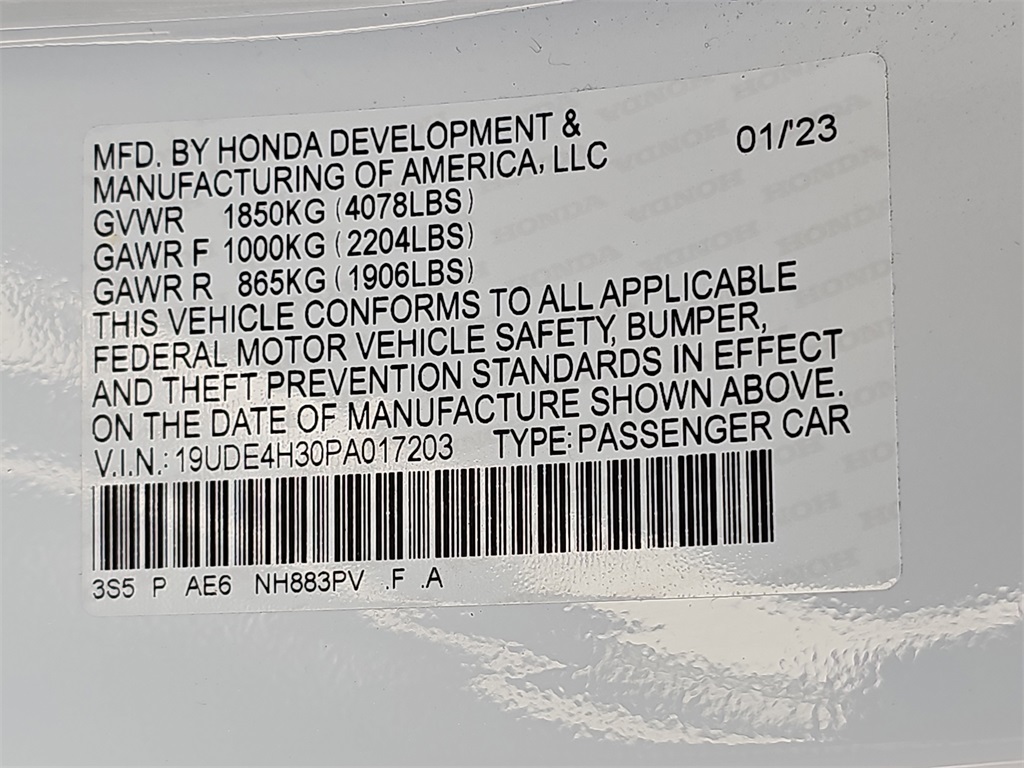 MFD. BY HONDA DEVELOPMENT &
MANUFACTURING OF AMERICA, LLC
01/'23
GVWR 1850KG (4078LBS)
GAWR F 1000KG (2204LBS)
GAWR R 865KG (1906LBS)
THIS VEHICLE CONFORMS TO ALL APPLICABLE
FEDERAL MOTOR VEHICLE SAFETY, BUMPER,
AND THEFT PREVENTION STANDARDS IN EFFECT
ON THE DATE OF MANUFACTURE SHOWN ABOVE.
V.I.N.: 19UDE4H30PA017203 TYPE: PASSENGER CAR
3S5 P AE6 NH883PV .F .A